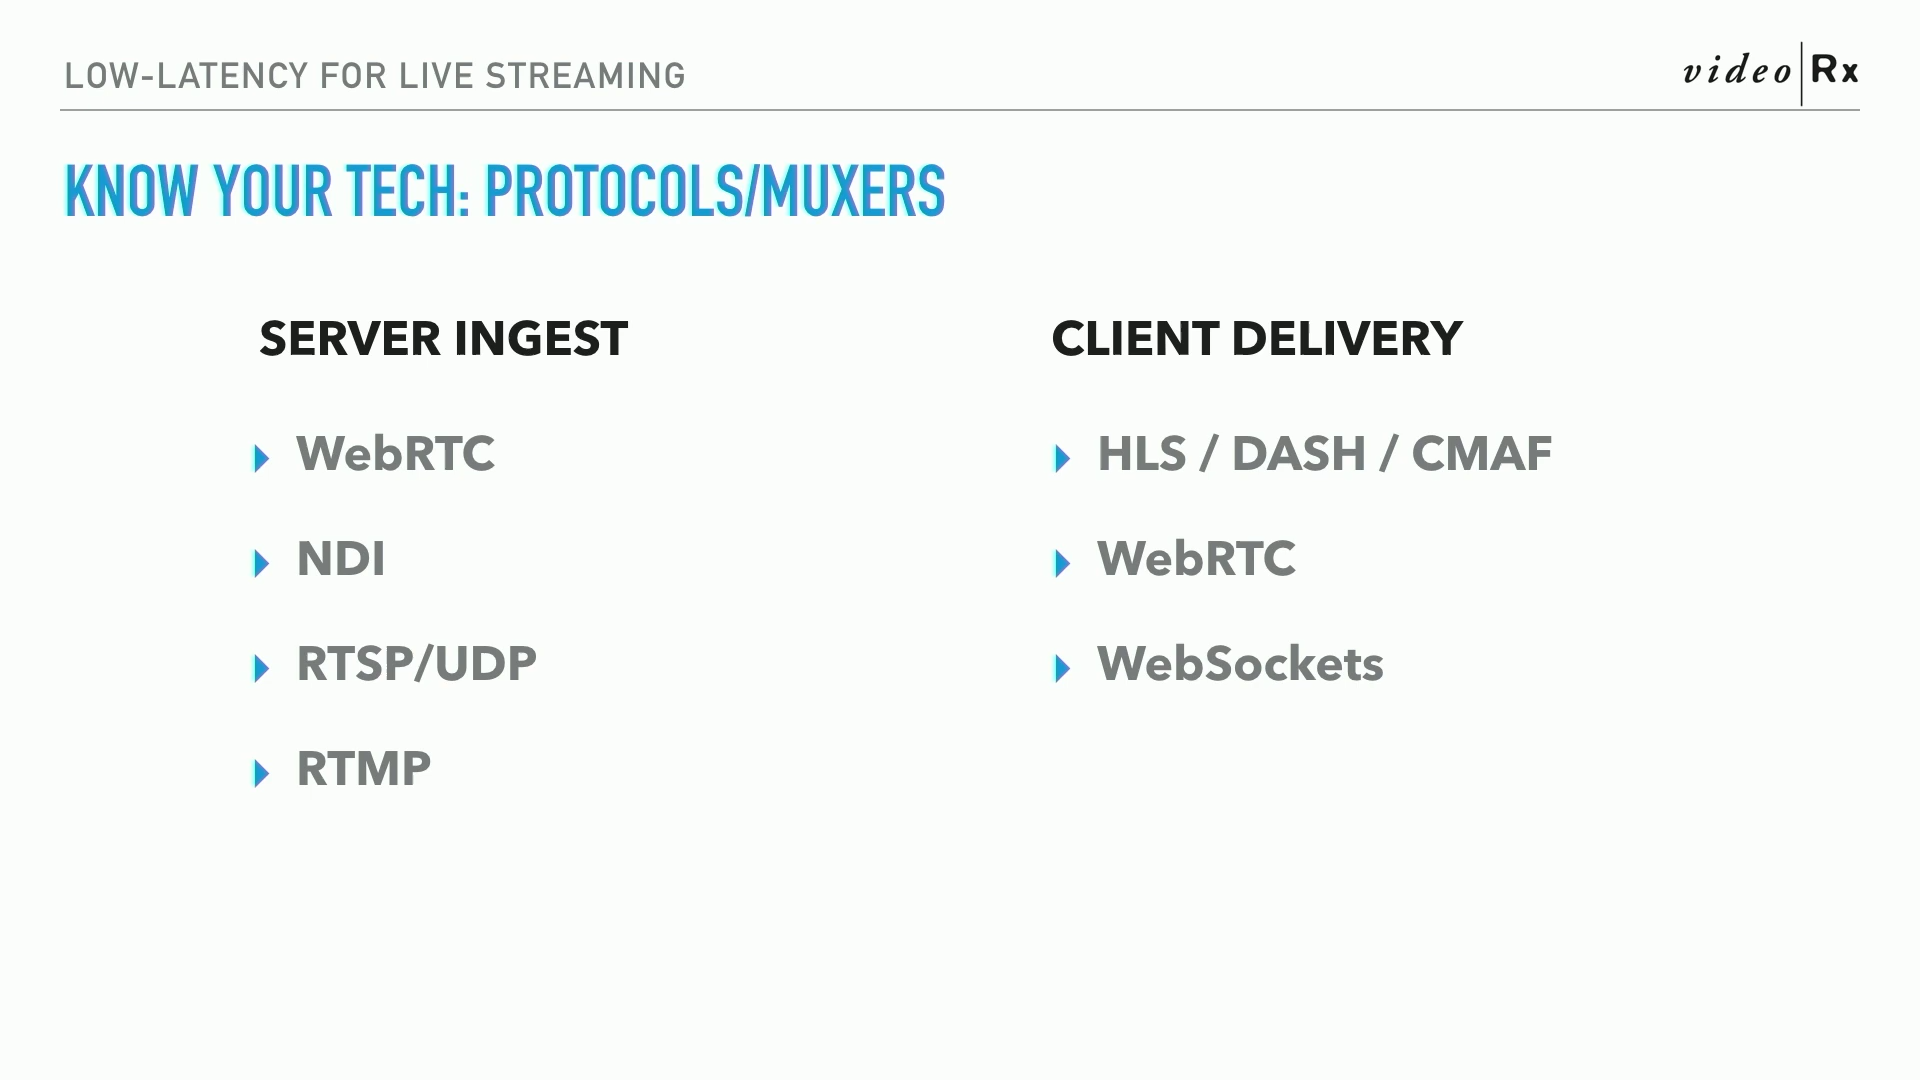 LOW-LATENCY FOR LIVE STREAMING
video|Rx
KNOW YOUR TECH: PROTOCOLS/MUXERS
SERVER INGEST
WebRTC
NDI
RTSP/UDP
RTMP
CLIENT DELIVERY
HLS / DASH / CMAF
WebRTC
WebSockets